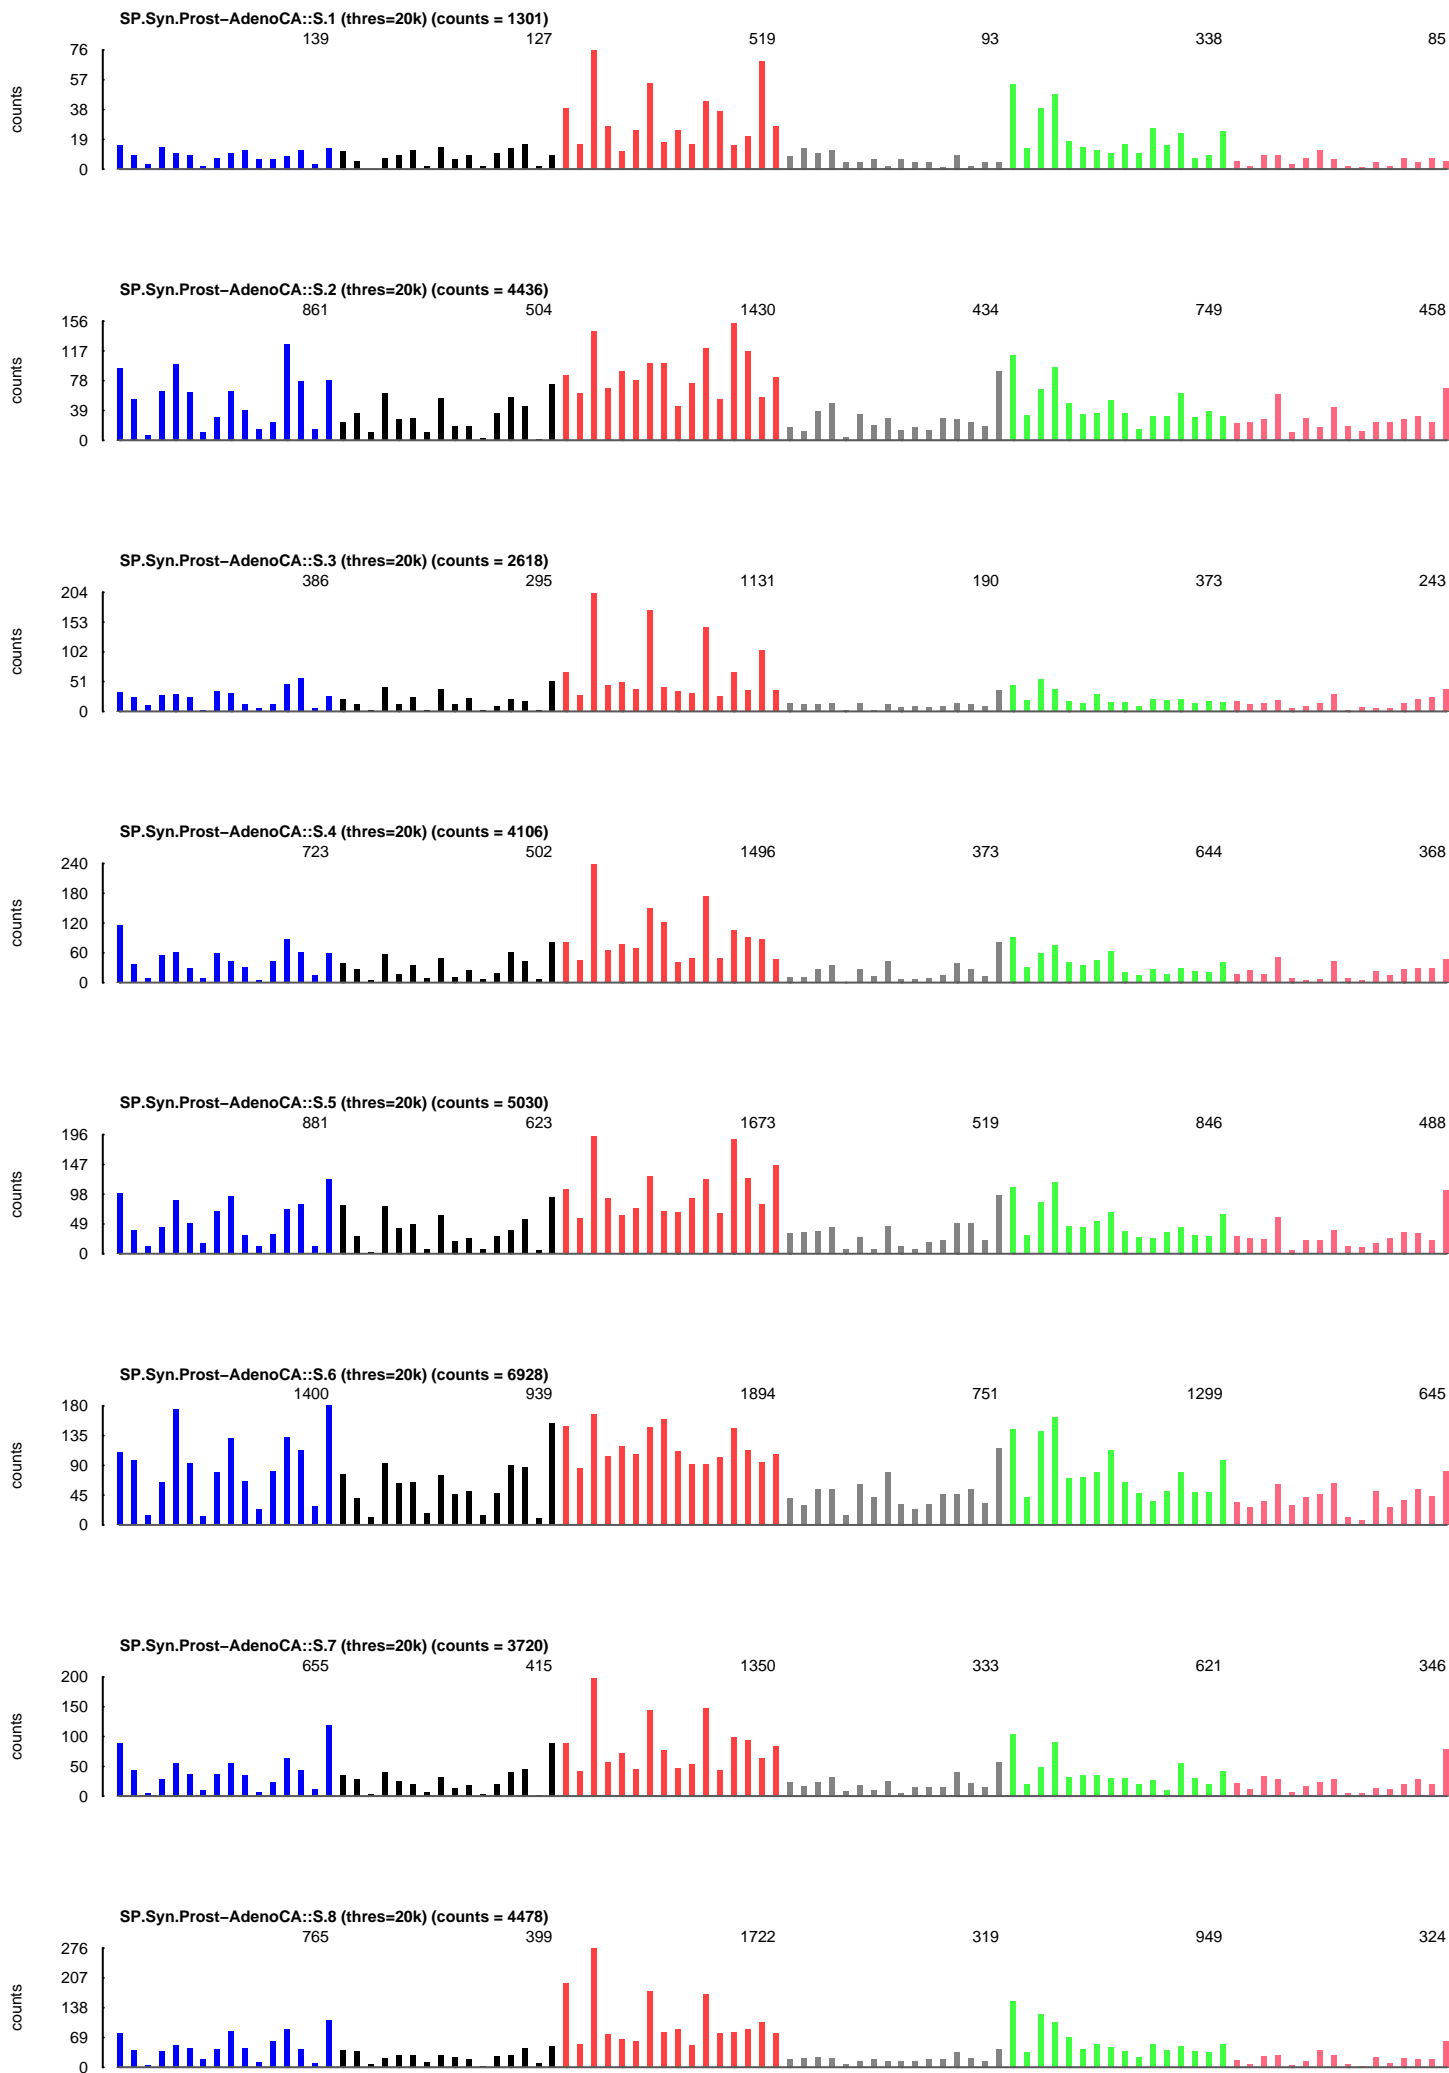 SP.Syn.Prost–AdenoCA::S.1 (thres=20k) (counts = 1301)
139 127 519 93 338 85
76
57
38
19
0
counts
SP.Syn.Prost–AdenoCA::S.2 (thres=20k) (counts = 4436)
861 504 1430 434 749 458
156
117
78
39
0
counts
SP.Syn.Prost–AdenoCA::S.3 (thres=20k) (counts = 2618)
386 295 1131 190 373 243
204
153
102
51
0
counts
SP.Syn.Prost–AdenoCA::S.4 (thres=20k) (counts = 4106)
723 502 1496 373 644 368
240
180
120
60
0
counts
SP.Syn.Prost–AdenoCA::S.5 (thres=20k) (counts = 5030)
881 623 1673 519 846 488
196
147
98
49
0
counts
SP.Syn.Prost–AdenoCA::S.6 (thres=20k) (counts = 6928)
1400 939 1894 751 1299 645
180
135
90
45
0
counts
SP.Syn.Prost–AdenoCA::S.7 (thres=20k) (counts = 3720)
655 415 1350 333 621 346
200
150
100
50
0
counts
SP.Syn.Prost–AdenoCA::S.8 (thres=20k) (counts = 4478)
765 399 1722 319 949 324
276
207
138
69
0
counts